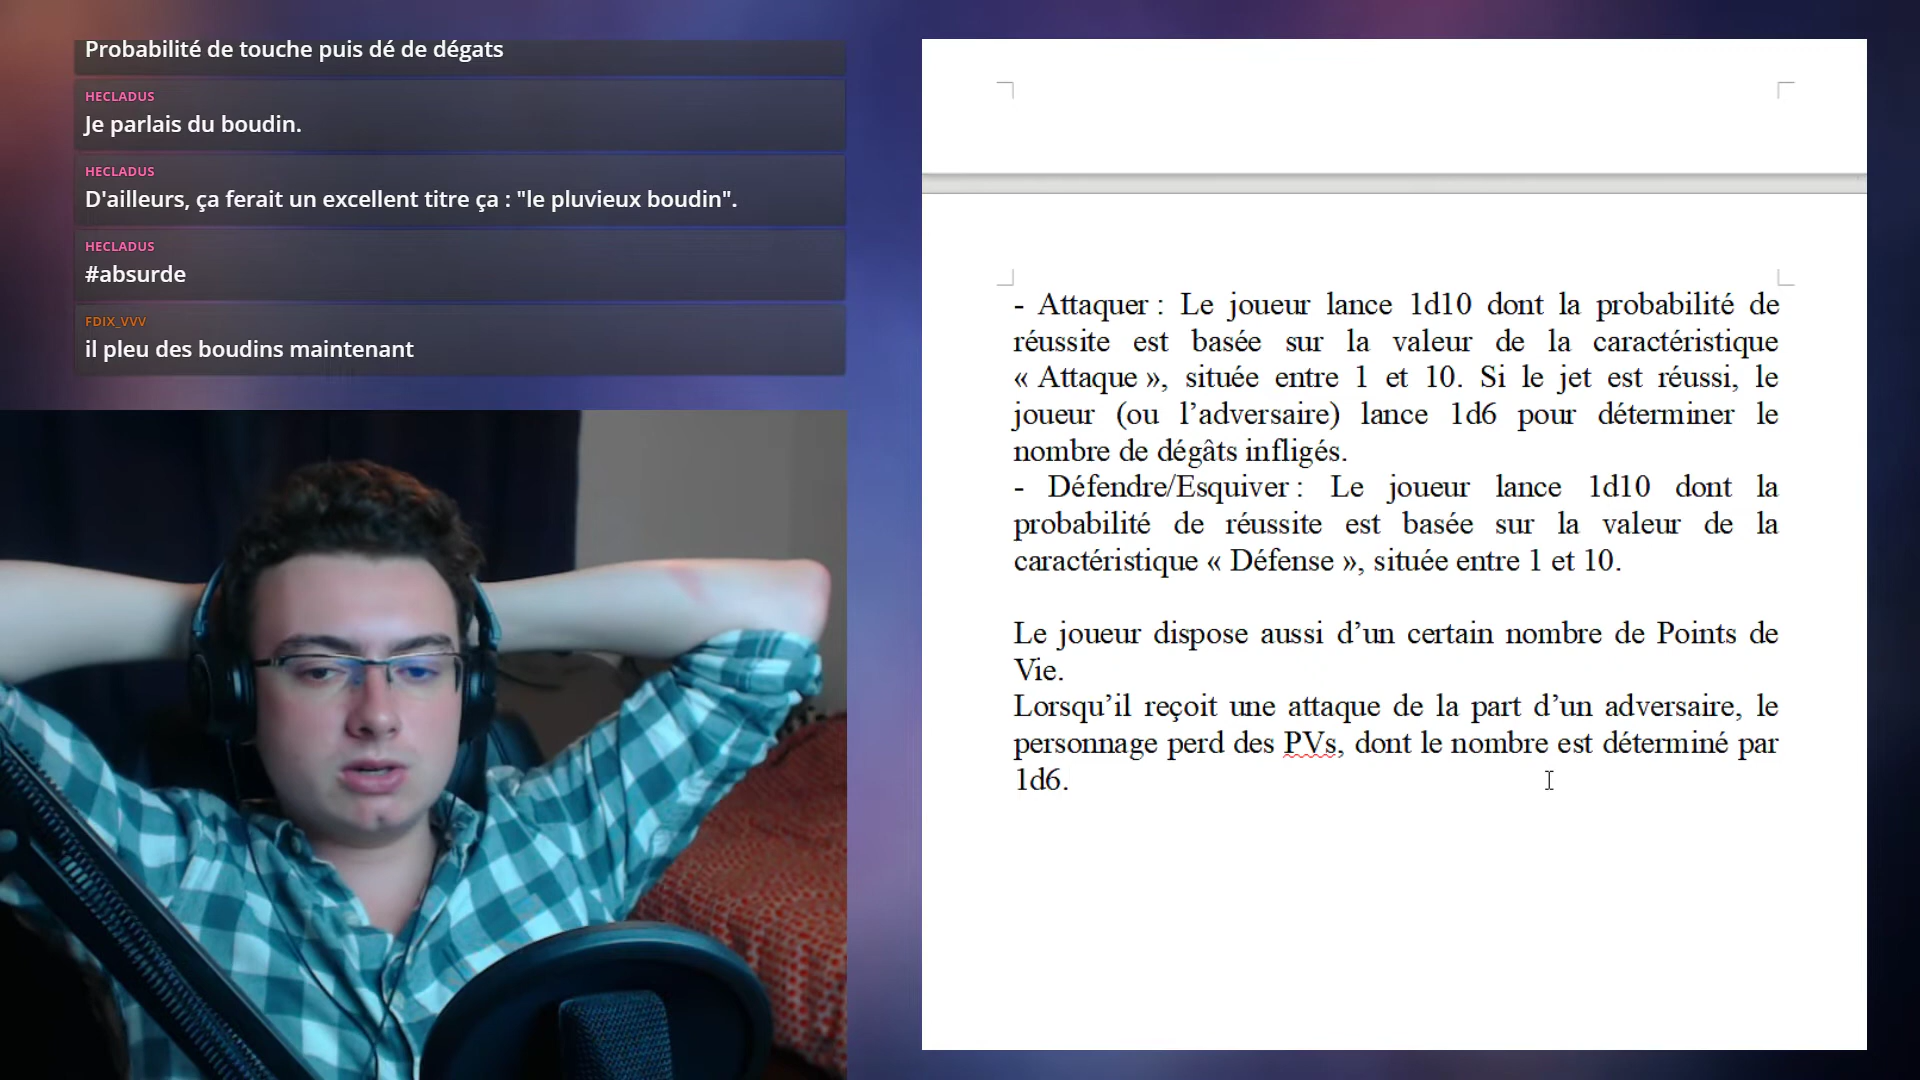 Probabilité de touche puis dé de dégats
HECLADUS
Je parlais du boudin.
HECLADUS
D'ailleurs, ça ferait un excellent titre ça : "le pluvieux boudin".
HECLADUS
#absurde
FDIX_VVV
il pleu des boudins maintenant
- Attaquer : Le joueur lance 1d10 dont la probabilité de
réussite est basée sur la valeur de la caractéristique
« Attaque », située entre 1 et 10. Si le jet est réussi, le
joueur (ou l’adversaire) lance 1d6 pour déterminer le
nombre de dégâts infligés.
- Défendre/Esquiver : Le joueur lance 1d10 dont la
probabilité de réussite est basée sur la valeur de la
caractéristique « Défense », située entre 1 et 10.
Le joueur dispose aussi d’un certain nombre de Points de
Vie.
Lorsqu’il reçoit une attaque de la part d’un adversaire, le
personnage perd des PVs, dont le nombre est déterminé par
1d6.